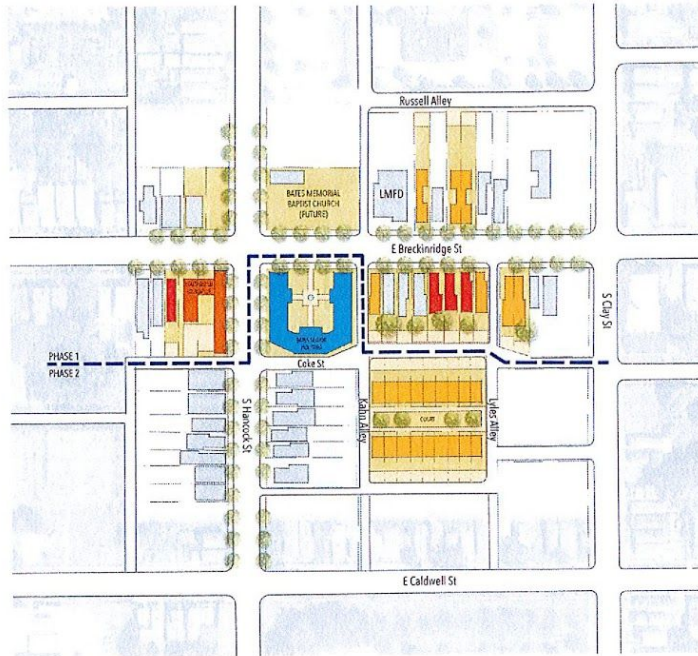 Russell Alley
BATES MEMORIAL
BAPTIST CHURCH
(FUTURE)
LMFD
E Breckinridge St
S Clay St
PHASE 1
PHASE 2
Coke St
S Hancock St
Kahn Alley
COURT
Lyles Alley
E Caldwell St